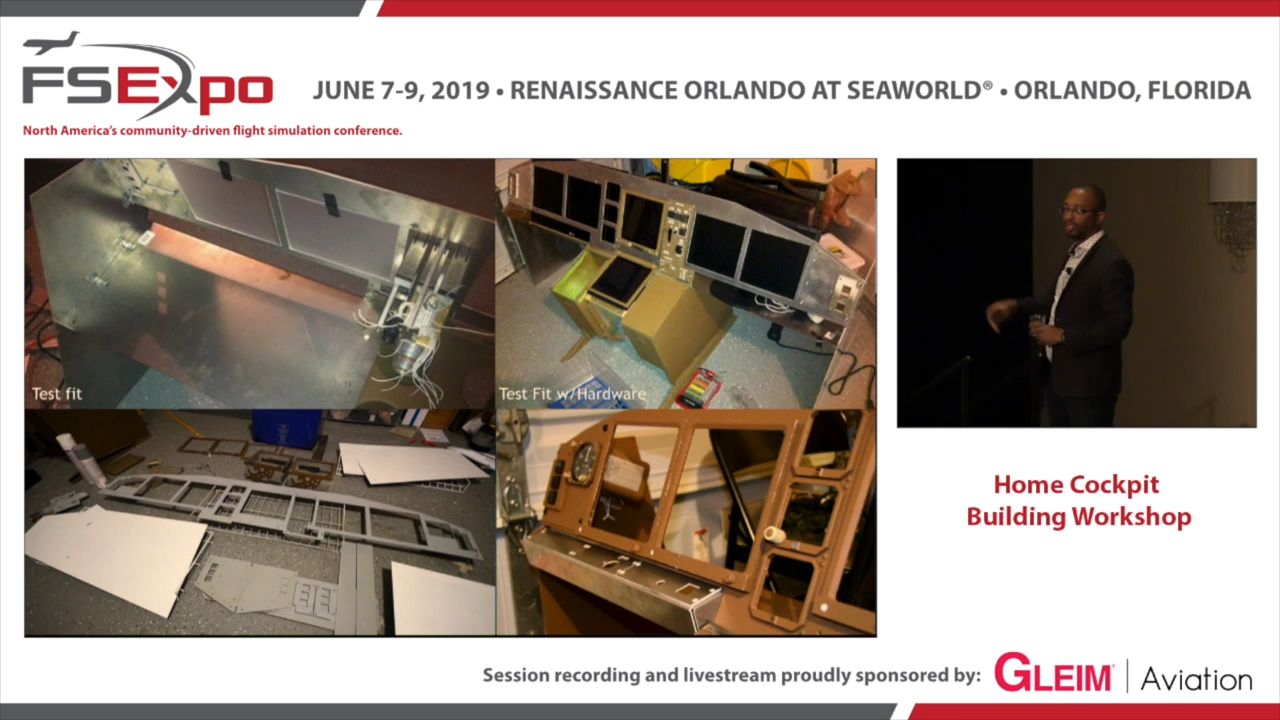 FSExpo
JUNE 7-9, 2019 • RENAISSANCE ORLANDO AT SEAWORLD® • ORLANDO, FLORIDA
North America's community-driven flight simulation conference.
Test fit
Test Fit w/Hardware
Home Cockpit
Building Workshop
Session recording and livestream proudly sponsored by:
GLEIM® | Aviation